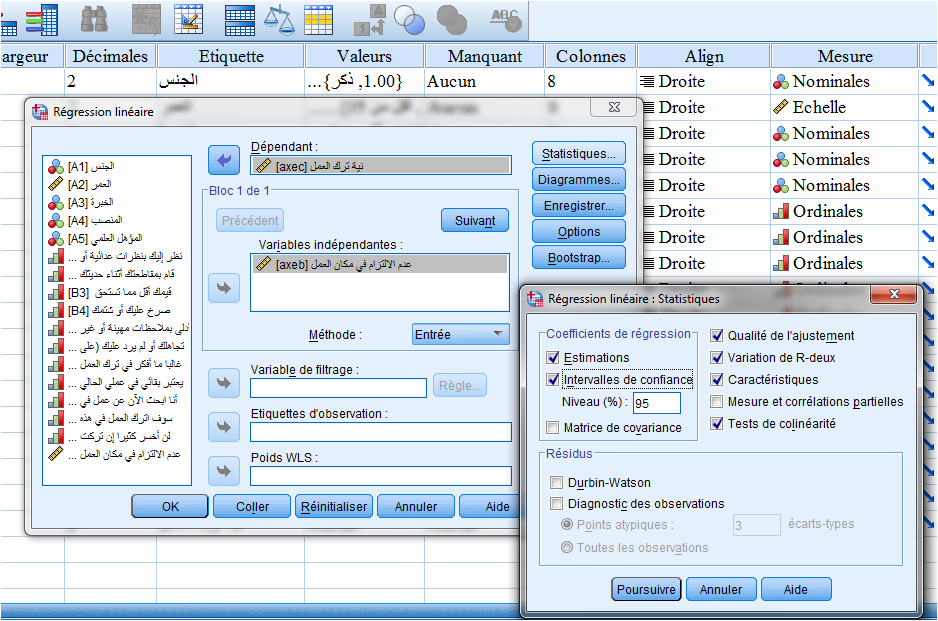 ABC
argeur Décimales Etiquette Valeurs Manquant Colonnes Align Mesure
2 الجنس {1.00, ذكر}... Aucun 8 Droite Nominales
Droite Echelle
Droite Nominales
Droite Nominales
Droite Nominales
Droite Ordinales
Droite Ordinales
Droite Ordinales
Régression linéaire
[A1] الجنس
[A2] العمر
[A3] الخبرة
[A4] المنصب
[A5] المؤهل العلمي
نظر إليك بنظرات عدائية أو ...
قام بمقاطعتك أثناء حديثك ...
[B3] قيمك أقل مما تستحق
[B4] صرخ عليك أو شتمك
أدلى بملاحظات مهينة أو غير ...
تجاهلك أو لم يرد عليك (على ...
غالبا ما أفكر في ترك العمل ...
يعتبر بقائي في عملي الحالي ...
أنا ابحث الآن عن عمل في ...
سوف اترك العمل في هذه ...
لن أخسر كثيرا إن تركت ...
عدم الالتزام في مكان العمل ...
Dépendant :
[axec] نية ترك العمل
Bloc 1 de 1
Précédent Suivant
Variables indépendantes :
[axeb] عدم الالتزام في مكان العمل
Méthode : Entrée
Variable de filtrage :
Règle...
Etiquettes d'observation :
Poids WLS :
Statistiques...
Diagrammes...
Enregistrer...
Options
Bootstrap...
OK Coller Réinitialiser Annuler Aide
Régression linéaire : Statistiques
Coefficients de régression
Estimations
Intervalles de confiance
Niveau (%) : 95
Matrice de covariance
Qualité de l'ajustement
Variation de R-deux
Caractéristiques
Mesure et corrélations partielles
Tests de colinéarité
Résidus
Durbin-Watson
Diagnostic des observations
Points atypiques : 3 écarts-types
Toutes les observations
Poursuivre Annuler Aide